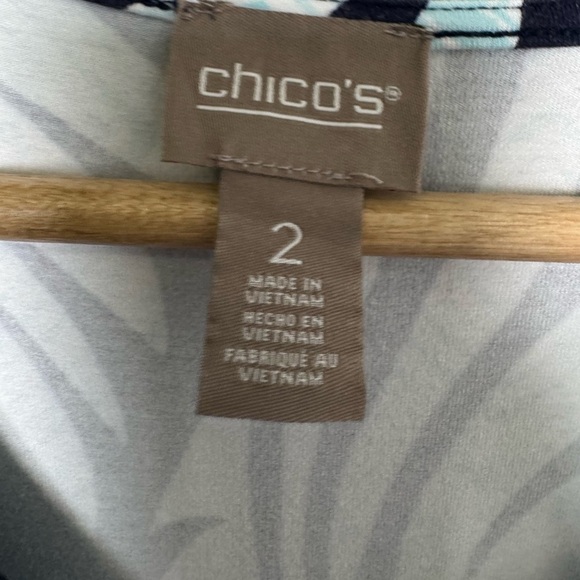 chico's®
2
MADE IN
VIETNAM
HECHO EN
VIETNAM
FABRIQUÉ AU
VIETNAM